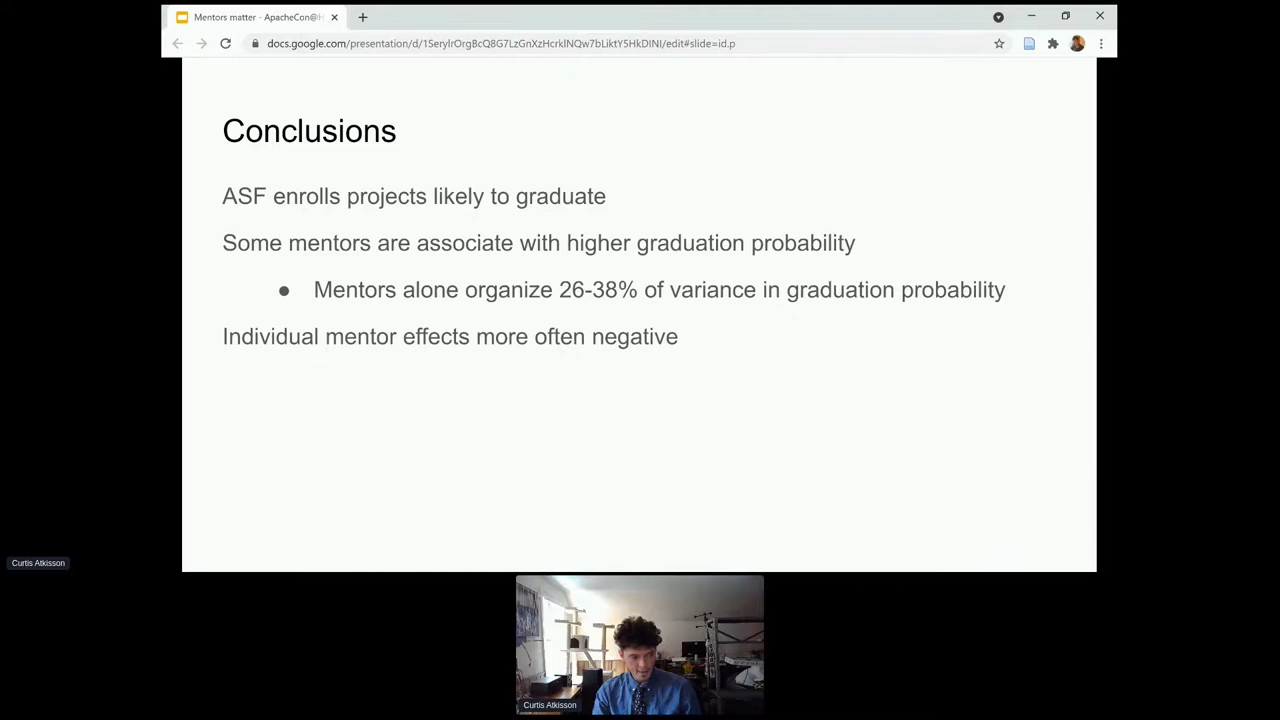 Mentors matter - ApacheCon@H
docs.google.com/presentation/d/1SerylrOrgBcQ8G7LzGnXzHcrklNQw7bLiktY5HkDINI/edit#slide=id.p
Conclusions
ASF enrolls projects likely to graduate
Some mentors are associate with higher graduation probability
● Mentors alone organize 26-38% of variance in graduation probability
Individual mentor effects more often negative
Curtis Atkisson
Curtis Atkisson